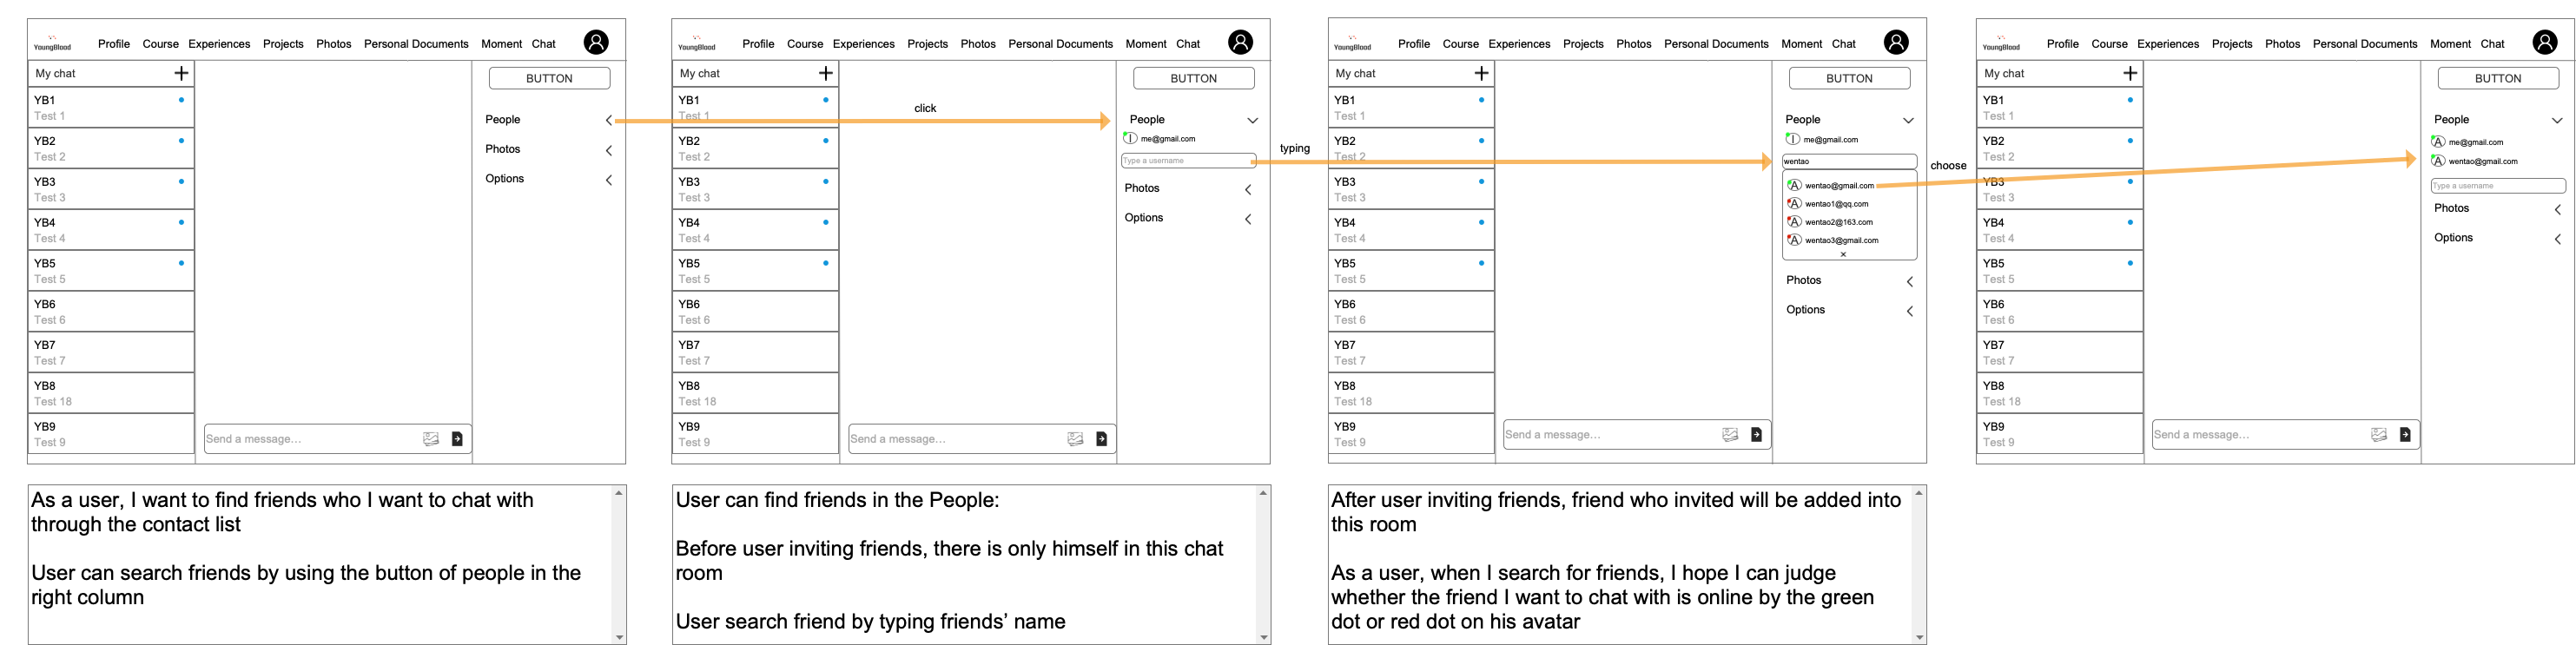 YoungBlood Profile Course Experiences Projects Photos Personal Documents Moment Chat
My chat
BUTTON
YB1
Test 1
People
YB2
Test 2
Photos
YB3
Test 3
Options
YB4
Test 4
YB5
Test 5
YB6
Test 6
YB7
Test 7
YB8
Test 18
YB9
Test 9
Send a message...
As a user, I want to find friends who I want to chat with
through the contact list
User can search friends by using the button of people in the
right column
YoungBlood Profile Course Experiences Projects Photos Personal Documents Moment Chat
My chat
BUTTON
YB1
Test 1
click
People
me@gmail.com
YB2
Test 2
Type a username
YB3
Test 3
Photos
YB4
Test 4
Options
YB5
Test 5
YB6
Test 6
YB7
Test 7
YB8
Test 18
YB9
Test 9
Send a message...
User can find friends in the People:
Before user inviting friends, there is only himself in this chat
room
User search friend by typing friends’ name
typing
YoungBlood Profile Course Experiences Projects Photos Personal Documents Moment Chat
My chat
BUTTON
YB1
Test 1
People
me@gmail.com
YB2
Test 2
wentao
YB3
Test 3
wentao@gmail.com
wentao1@qq.com
YB4
Test 4
wentao2@163.com
wentao3@gmail.com
YB5
Test 5
Photos
YB6
Test 6
Options
YB7
Test 7
YB8
Test 18
YB9
Test 9
Send a message...
After user inviting friends, friend who invited will be added into
this room
As a user, when I search for friends, I hope I can judge
whether the friend I want to chat with is online by the green
dot or red dot on his avatar
choose
YoungBlood Profile Course Experiences Projects Photos Personal Documents Moment Chat
My chat
BUTTON
YB1
Test 1
People
YB2
Test 2
A me@gmail.com
A wentao@gmail.com
YB3
Test 3
Type a username
Photos
YB4
Test 4
Options
YB5
Test 5
YB6
Test 6
YB7
Test 7
YB8
Test 18
YB9
Test 9
Send a message...